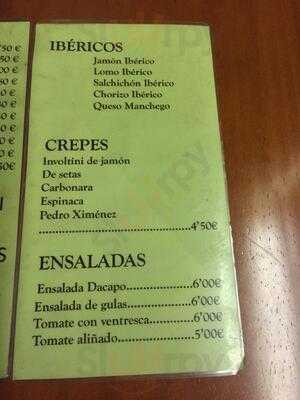 IBÉRICOS
Jamón Ibérico
Lomo Ibérico
Salchichón Ibérico
Chorizo Ibérico
Queso Manchego
CREPES
Involtini de jamón
De setas
Carbonara
Espinaca
Pedro Ximénez
........................................4'50€
ENSALADAS
Ensalada Dacapo.................6'00€
Ensalada de gulas................6'00€
Tomate con ventresca..........6'00€
Tomate aliñado...................5'00€